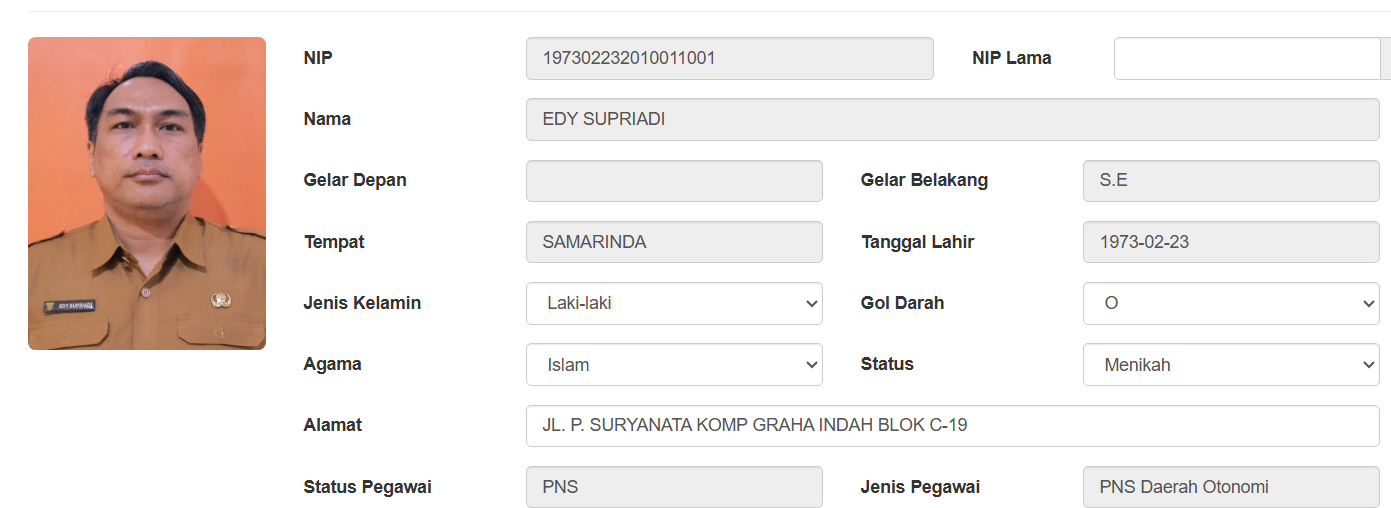 NIP 197302232010011001 NIP Lama
Nama EDY SUPRIADI
Gelar Depan Gelar Belakang S.E
Tempat SAMARINDA Tanggal Lahir 1973-02-23
Jenis Kelamin Laki-laki Gol Darah O
EDY SUPRIADI
Agama Islam Status Menikah
Alamat JL. P. SURYANATA KOMP GRAHA INDAH BLOK C-19
Status Pegawai PNS Jenis Pegawai PNS Daerah Otonomi